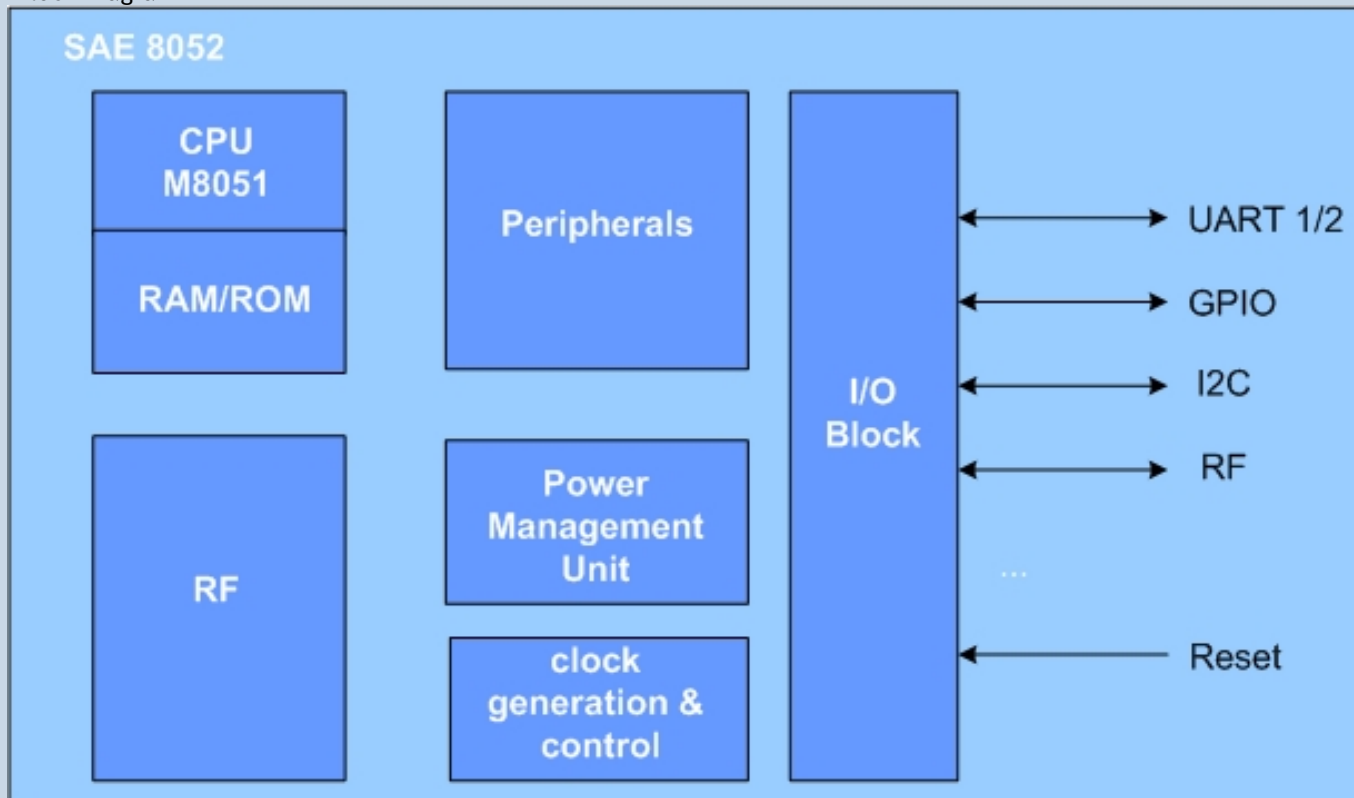 SAE 8052
CPU
M8051
RAM/ROM
Peripherals
I/O
Block
RF
Power
Management
Unit
clock
generation &
control
UART 1/2
GPIO
I2C
RF
...
Reset